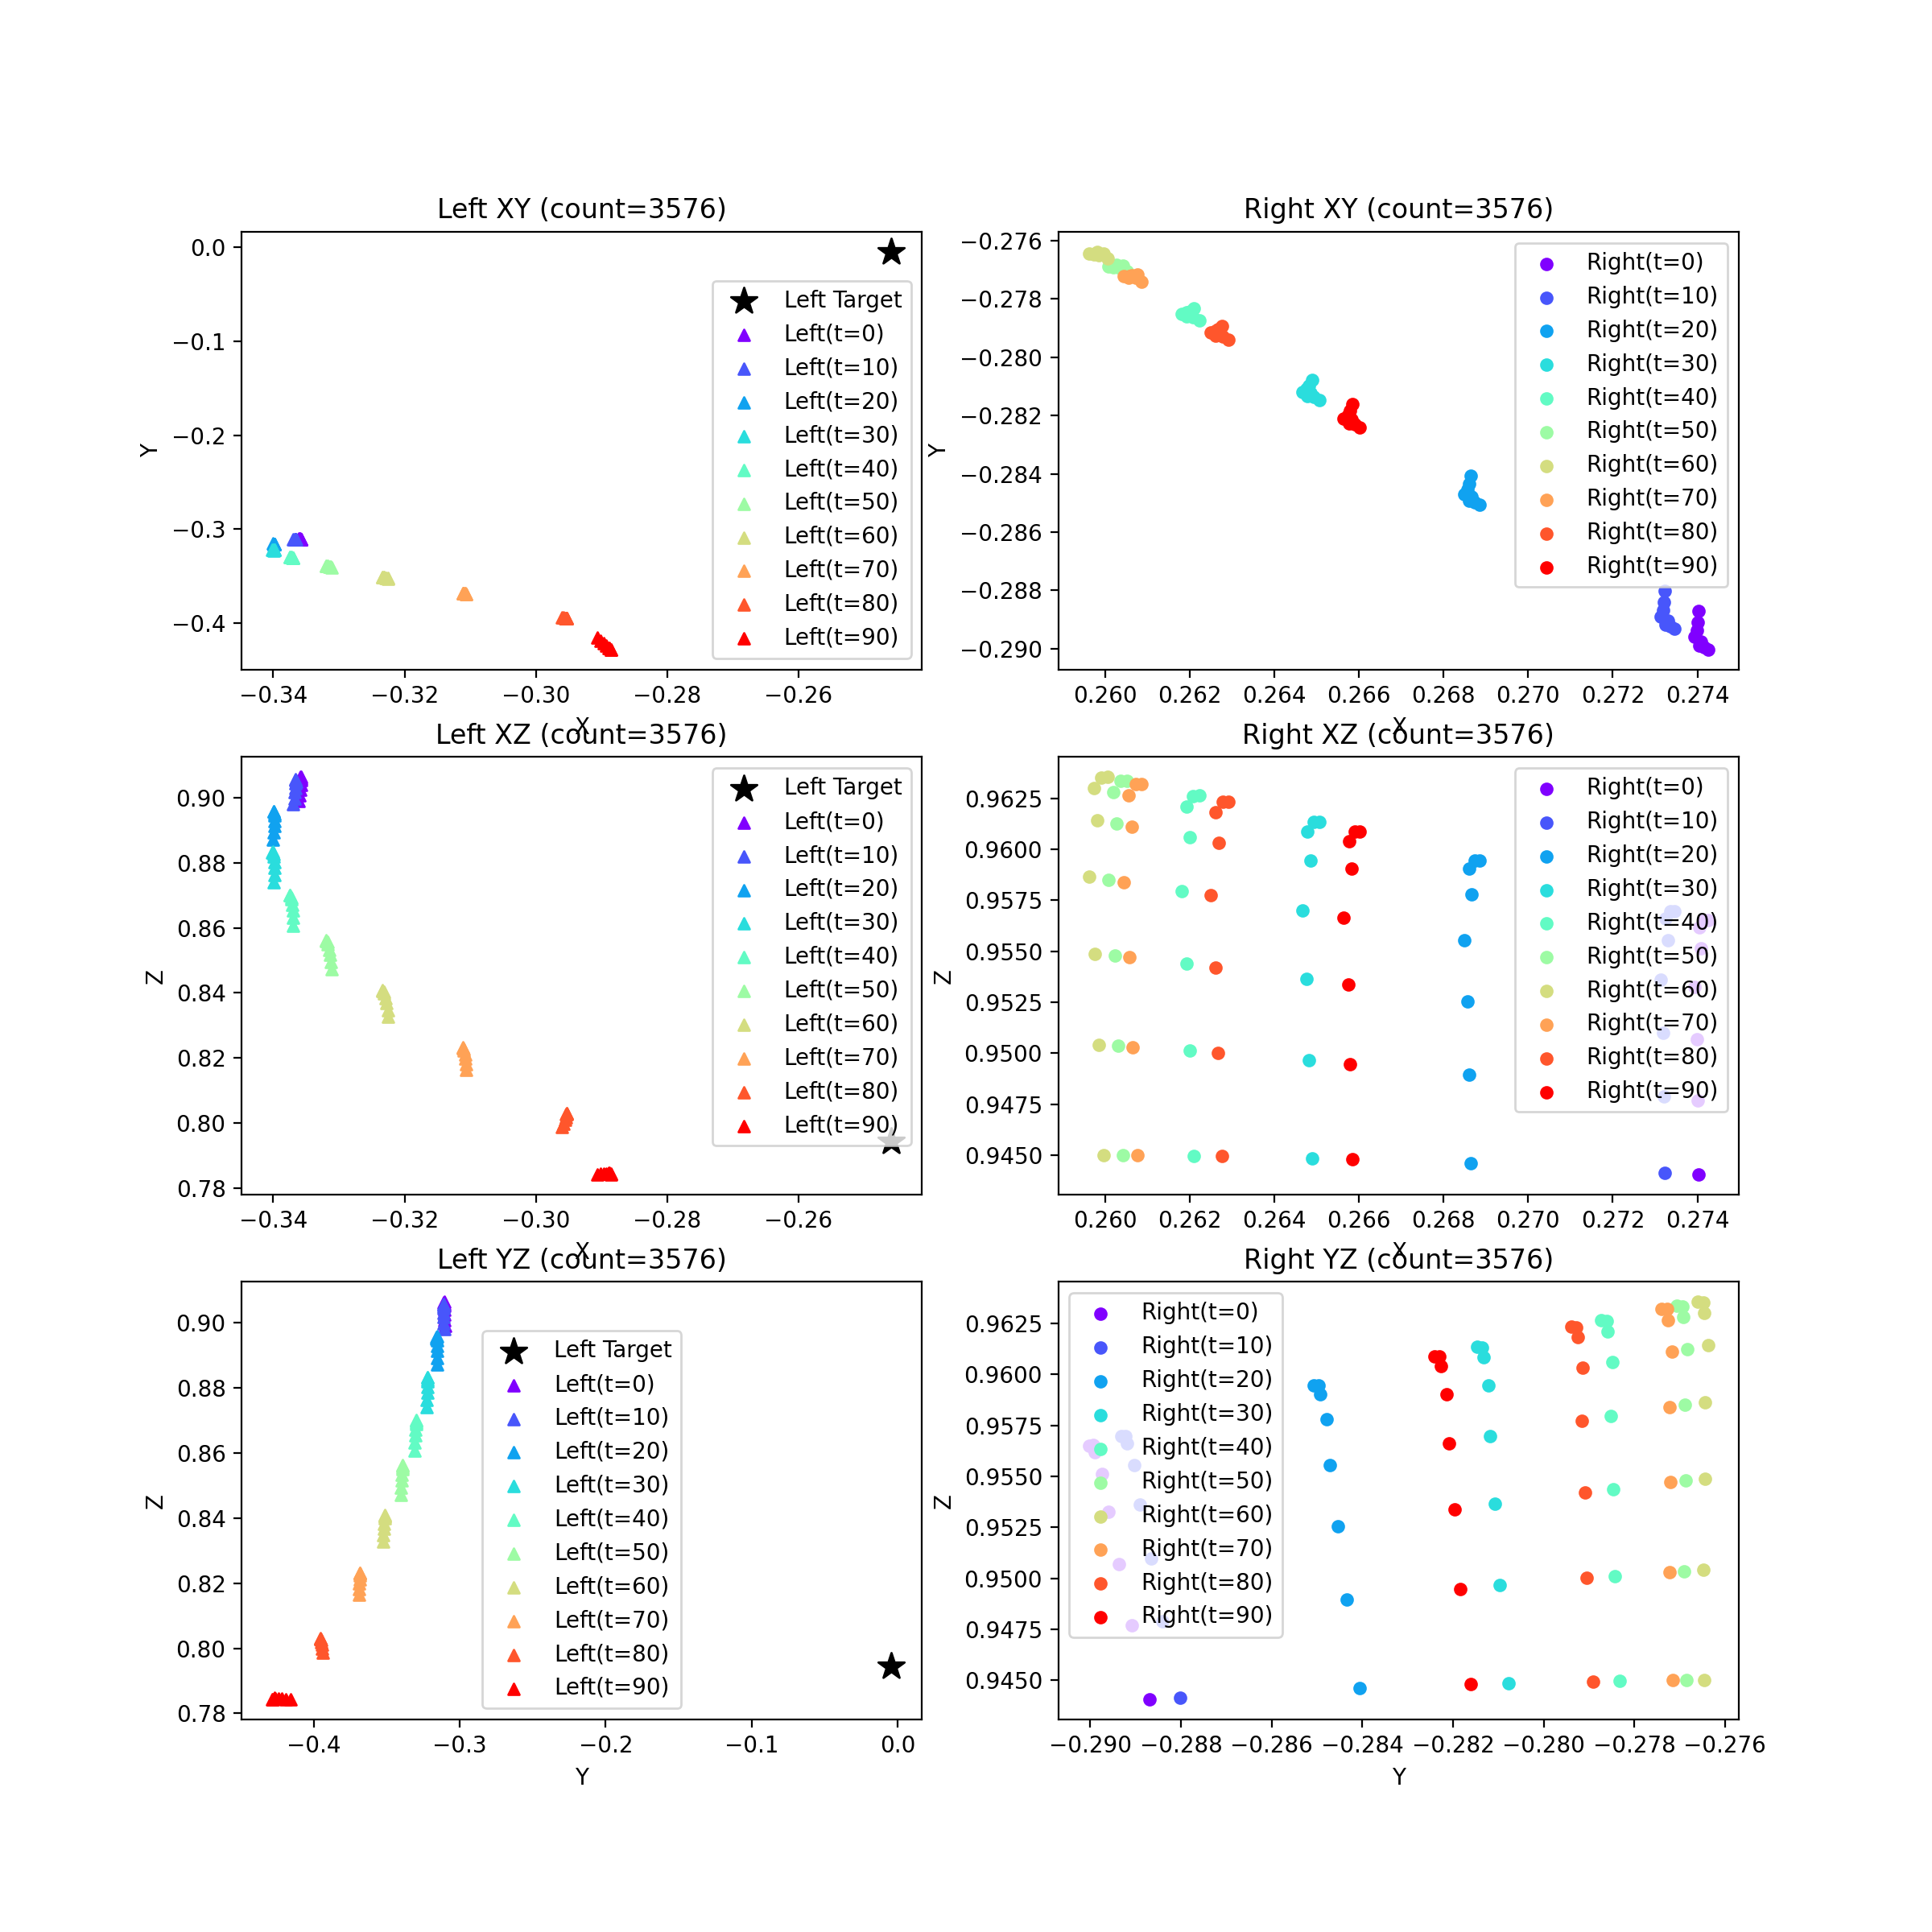 Left XY (count=3576)
0.0
−0.1
−0.2
−0.3
−0.4
Y
−0.34
−0.32
−0.30
−0.28
−0.26
X
Left Target
Left(t=0)
Left(t=10)
Left(t=20)
Left(t=30)
Left(t=40)
Left(t=50)
Left(t=60)
Left(t=70)
Left(t=80)
Left(t=90)
Right XY (count=3576)
−0.276
−0.278
−0.280
−0.282
−0.284
−0.286
−0.288
−0.290
Y
0.260
0.262
0.264
0.266
0.268
0.270
0.272
0.274
X
Right(t=0)
Right(t=10)
Right(t=20)
Right(t=30)
Right(t=40)
Right(t=50)
Right(t=60)
Right(t=70)
Right(t=80)
Right(t=90)
Left XZ (count=3576)
0.90
0.88
0.86
0.84
0.82
0.80
0.78
Z
−0.34
−0.32
−0.30
−0.28
−0.26
X
Left Target
Left(t=0)
Left(t=10)
Left(t=20)
Left(t=30)
Left(t=40)
Left(t=50)
Left(t=60)
Left(t=70)
Left(t=80)
Left(t=90)
Right XZ (count=3576)
0.9625
0.9600
0.9575
0.9550
0.9525
0.9500
0.9475
0.9450
Z
0.260
0.262
0.264
0.266
0.268
0.270
0.272
0.274
X
Right(t=0)
Right(t=10)
Right(t=20)
Right(t=30)
Right(t=40)
Right(t=50)
Right(t=60)
Right(t=70)
Right(t=80)
Right(t=90)
Left YZ (count=3576)
0.90
0.88
0.86
0.84
0.82
0.80
0.78
Z
−0.4
−0.3
−0.2
−0.1
0.0
Y
Left Target
Left(t=0)
Left(t=10)
Left(t=20)
Left(t=30)
Left(t=40)
Left(t=50)
Left(t=60)
Left(t=70)
Left(t=80)
Left(t=90)
Right YZ (count=3576)
0.9625
0.9600
0.9575
0.9550
0.9525
0.9500
0.9475
0.9450
Z
−0.290
−0.288
−0.286
−0.284
−0.282
−0.280
−0.278
−0.276
Y
Right(t=0)
Right(t=10)
Right(t=20)
Right(t=30)
Right(t=40)
Right(t=50)
Right(t=60)
Right(t=70)
Right(t=80)
Right(t=90)